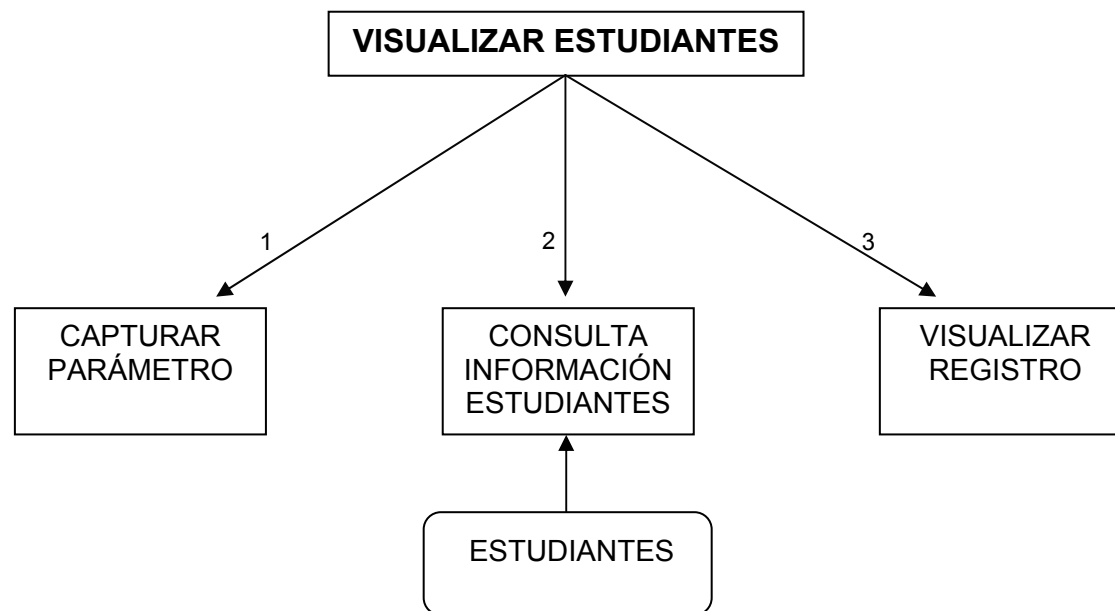 VISUALIZAR ESTUDIANTES
1
2
3
CAPTURAR
PARÁMETRO
CONSULTA
INFORMACIÓN
ESTUDIANTES
VISUALIZAR
REGISTRO
ESTUDIANTES